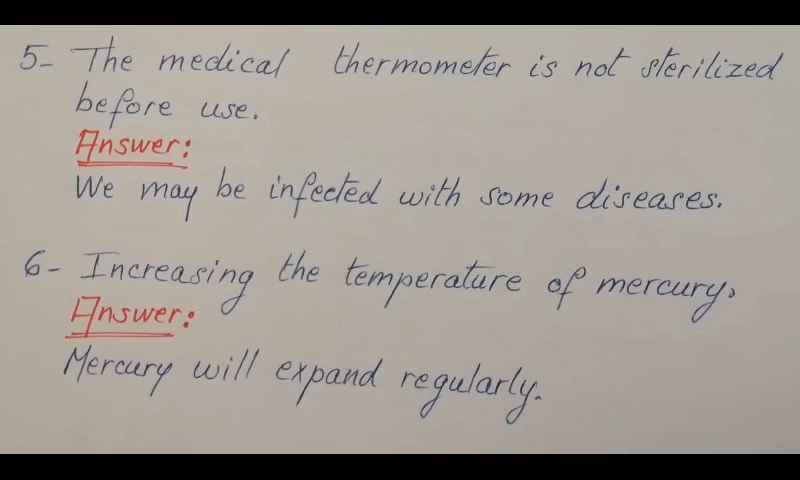 5- The medical thermometer is not sterilized
before use.
Answer:
We may be infected with some diseases.
6- Increasing the temperature of mercury.
Answer:
Mercury will expand regularly.